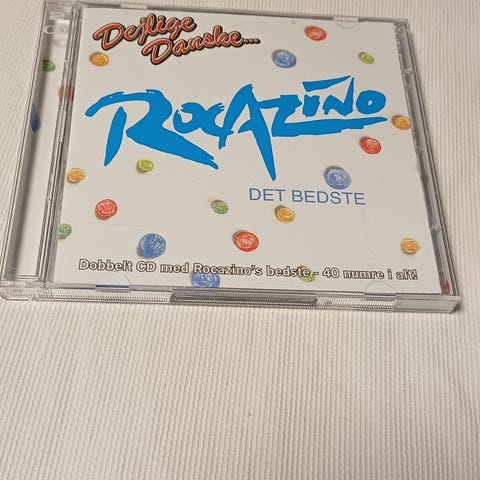 Dejlige
Danske...
ROCAZINO
DET BEDSTE
Dobbelt CD med Rocazino's bedste - 40 numre i alt!